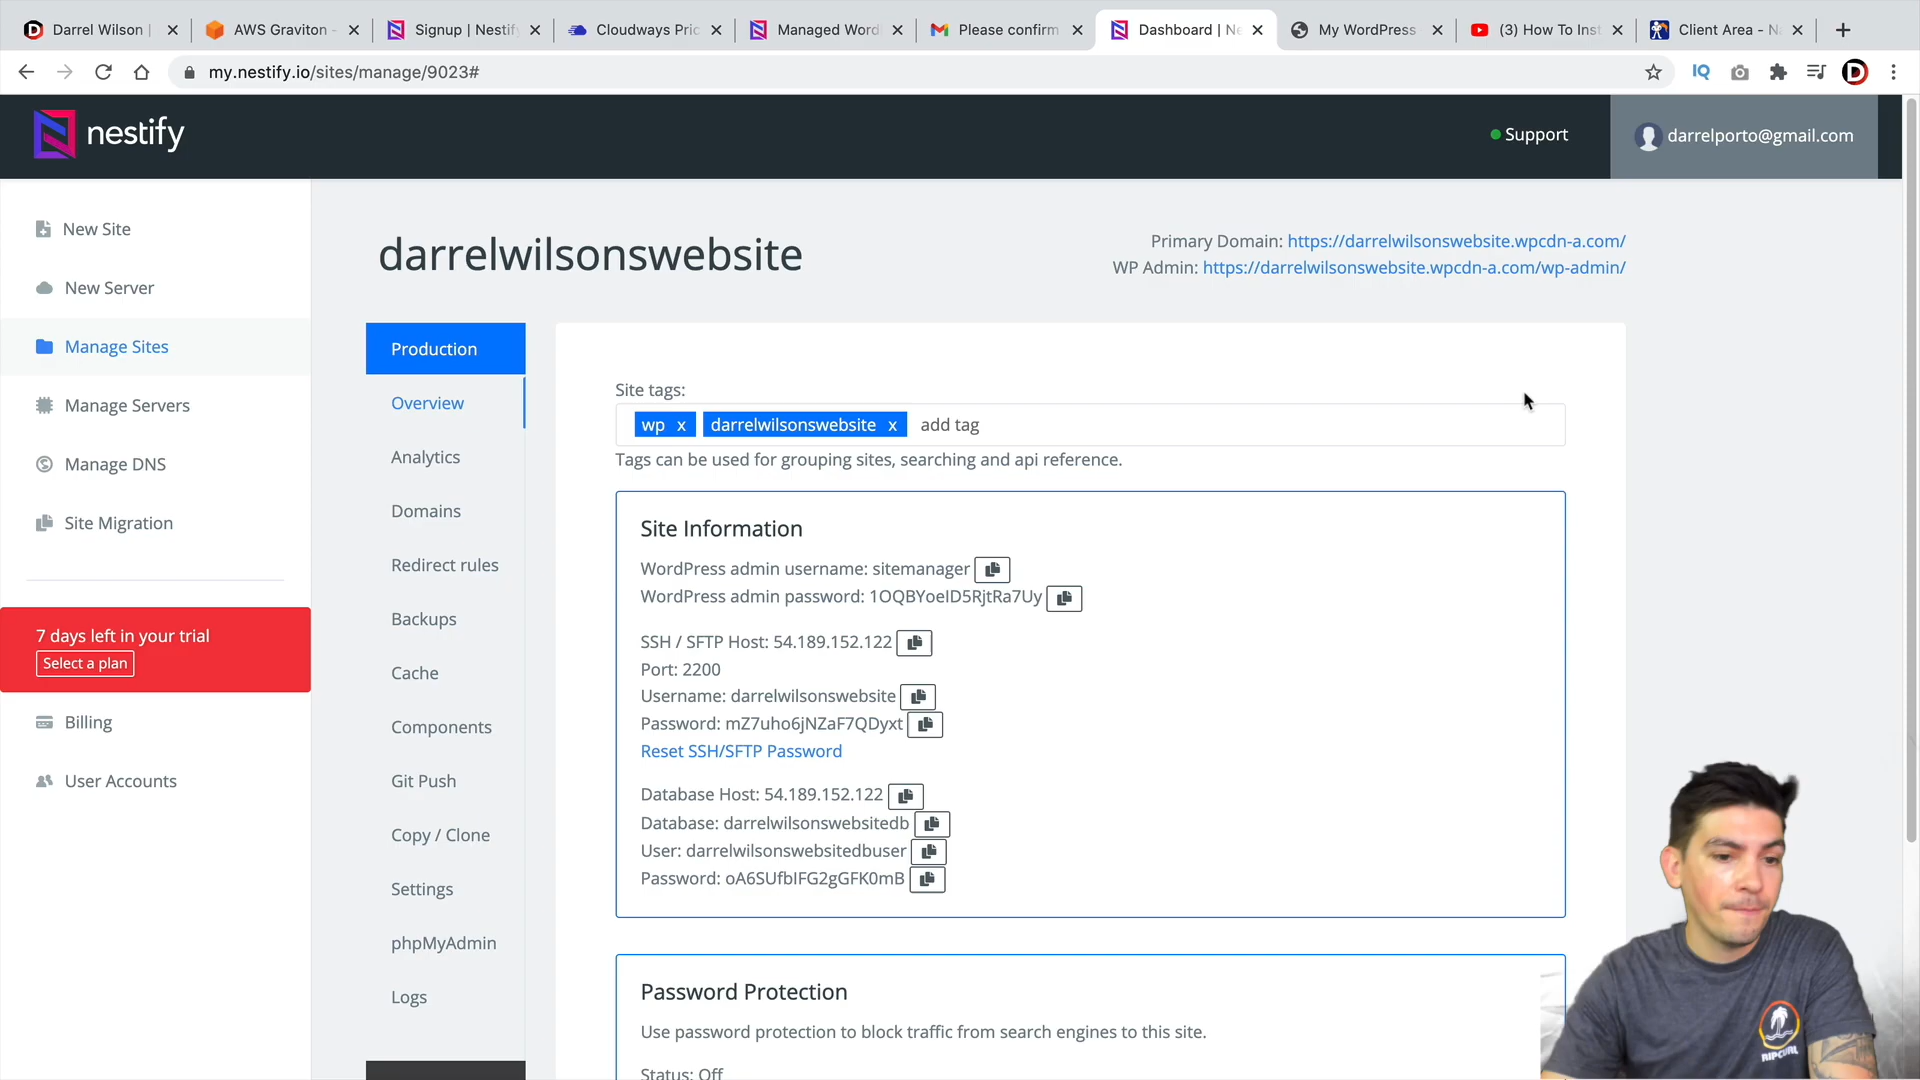 Darrel Wilson |
AWS Graviton -
Signup | Nestify
Cloudways Pric
Managed Word
Please confirm
Dashboard | Ne
My WordPress
(3) How To Inst
Client Area - Na
my.nestify.io/sites/manage/9023#
IQ
D
nestify
Support
darrelporto@gmail.com
New Site
New Server
Manage Sites
Manage Servers
Manage DNS
Site Migration
7 days left in your trial
Select a plan
Billing
User Accounts
darrelwilsonswebsite
Primary Domain: https://darrelwilsonswebsite.wpcdn-a.com/
WP Admin: https://darrelwilsonswebsite.wpcdn-a.com/wp-admin/
Production
Overview
Analytics
Domains
Redirect rules
Backups
Cache
Components
Git Push
Copy / Clone
Settings
phpMyAdmin
Logs
Site tags:
wp x darrelwilsonswebsite x add tag
Tags can be used for grouping sites, searching and api reference.
Site Information
WordPress admin username: sitemanager
WordPress admin password: 1OQBYoeID5RjtRa7Uy
SSH / SFTP Host: 54.189.152.122
Port: 2200
Username: darrelwilsonswebsite
Password: mZ7uho6jNZaF7QDyxt
Reset SSH/SFTP Password
Database Host: 54.189.152.122
Database: darrelwilsonswebsitedb
User: darrelwilsonswebsitedbuser
Password: oA6SUfbIFG2gGFK0mB
Password Protection
Use password protection to block traffic from search engines to this site.
Status: Off
RIPCURL